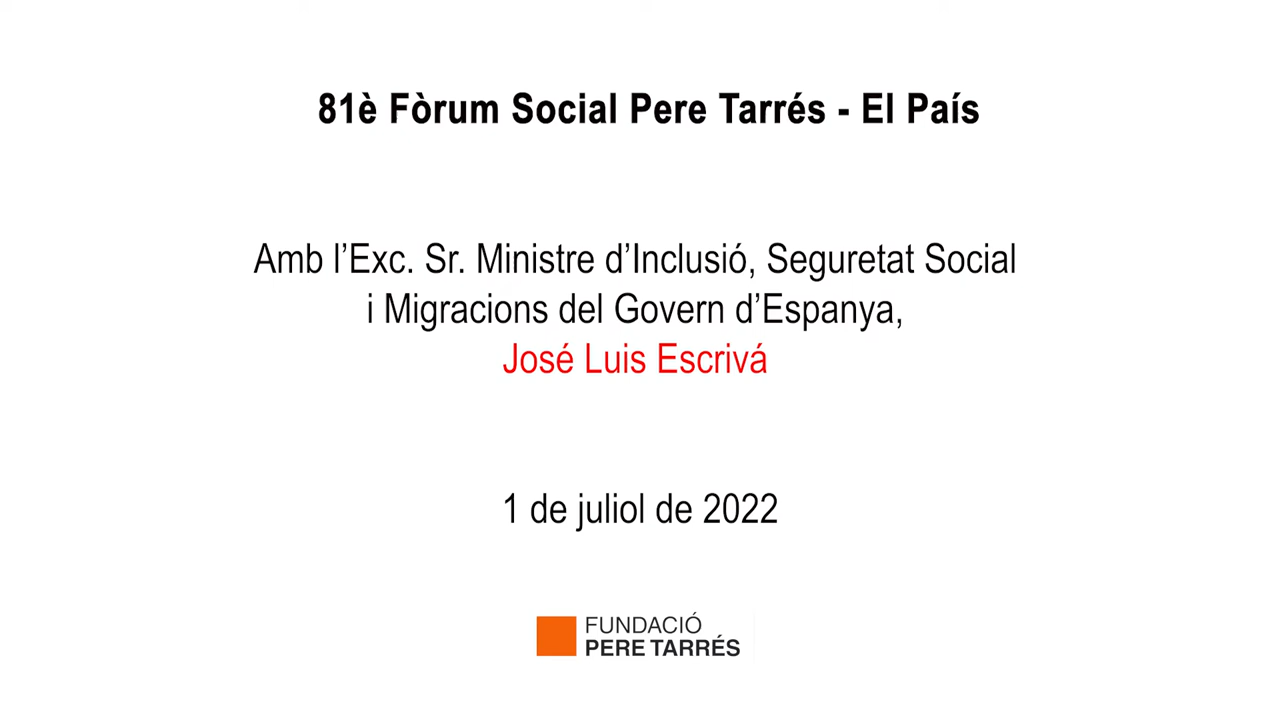 81è Fòrum Social Pere Tarrés - El País
Amb l’Exc. Sr. Ministre d’Inclusió, Seguretat Social
i Migracions del Govern d’Espanya,
José Luis Escrivá
1 de juliol de 2022
FUNDACIÓ
PERE TARRÉS